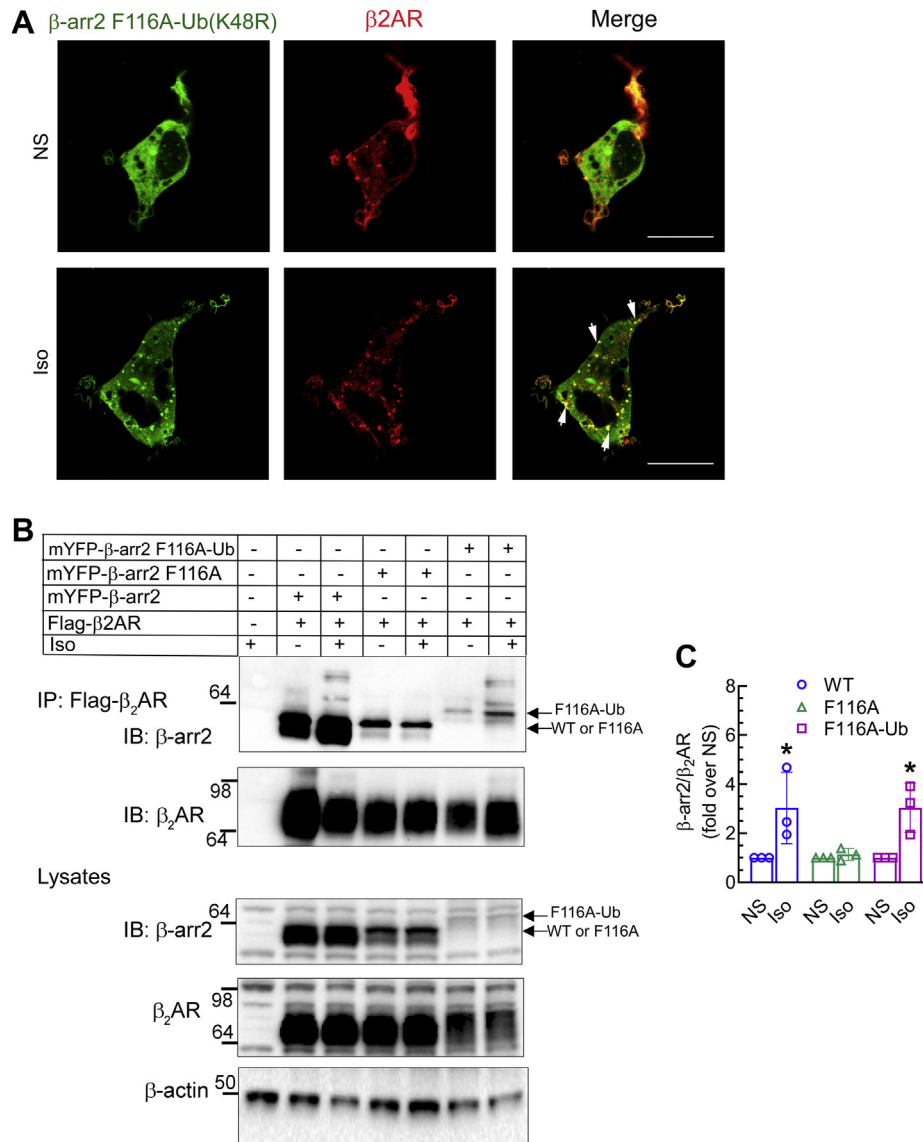 A
β-arr2 F116A-Ub(K48R) β2AR Merge
NS
Iso
B
mYFP-β-arr2 F116A-Ub - - - - - + +
mYFP-β-arr2 F116A - - - + + - -
mYFP-β-arr2 - + + - - - -
Flag-β2AR - + + + + + +
Iso + - + - + - +
IP: Flag-β₂AR
64
IB: β-arr2
F116A-Ub
WT or F116A
98
IB: β₂AR
64
Lysates
64
IB: β-arr2
F116A-Ub
WT or F116A
98
β₂AR
64
β-actin 50
C
WT
F116A
F116A-Ub
β-arr2/β₂AR
(fold over NS)
8
6
4
2
0
* *
NS Iso NS Iso NS Iso